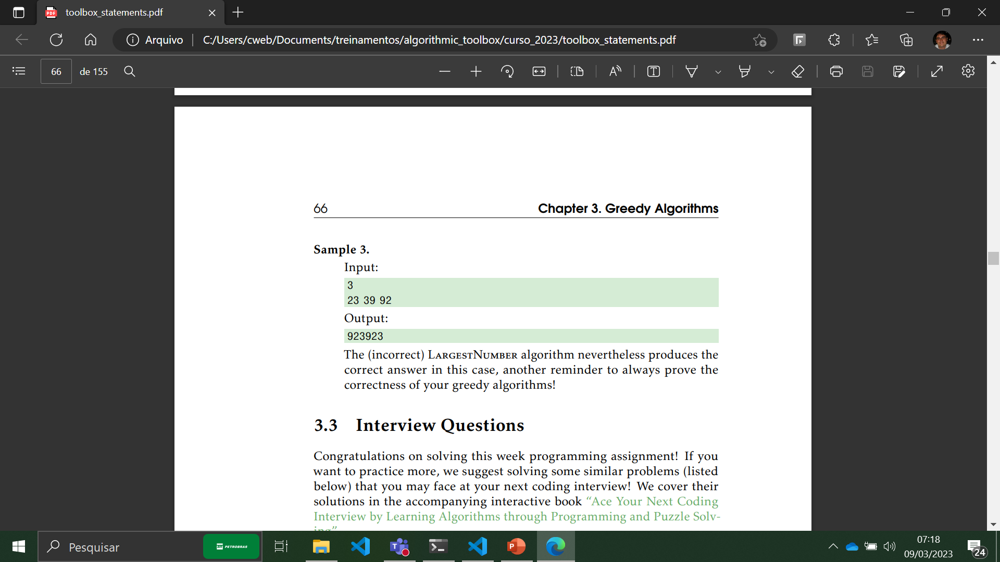 toolbox_statements.pdf
Arquivo
C:/Users/cweb/Documents/treinamentos/algorithmic_toolbox/curso_2023/toolbox_statements.pdf
66 de 155
66 Chapter 3. Greedy Algorithms
Sample 3.
Input:
3
23 39 92
Output:
923923
The (incorrect) LARGESTNUMBER algorithm nevertheless produces the
correct answer in this case, another reminder to always prove the
correctness of your greedy algorithms!
3.3 Interview Questions
Congratulations on solving this week programming assignment! If you
want to practice more, we suggest solving some similar problems (listed
below) that you may face at your next coding interview! We cover their
solutions in the accompanying interactive book “Ace Your Next Coding
Interview by Learning Algorithms through Programming and Puzzle Solv-
ing”
Pesquisar
BR PETROBRAS
07:18
09/03/2023
24